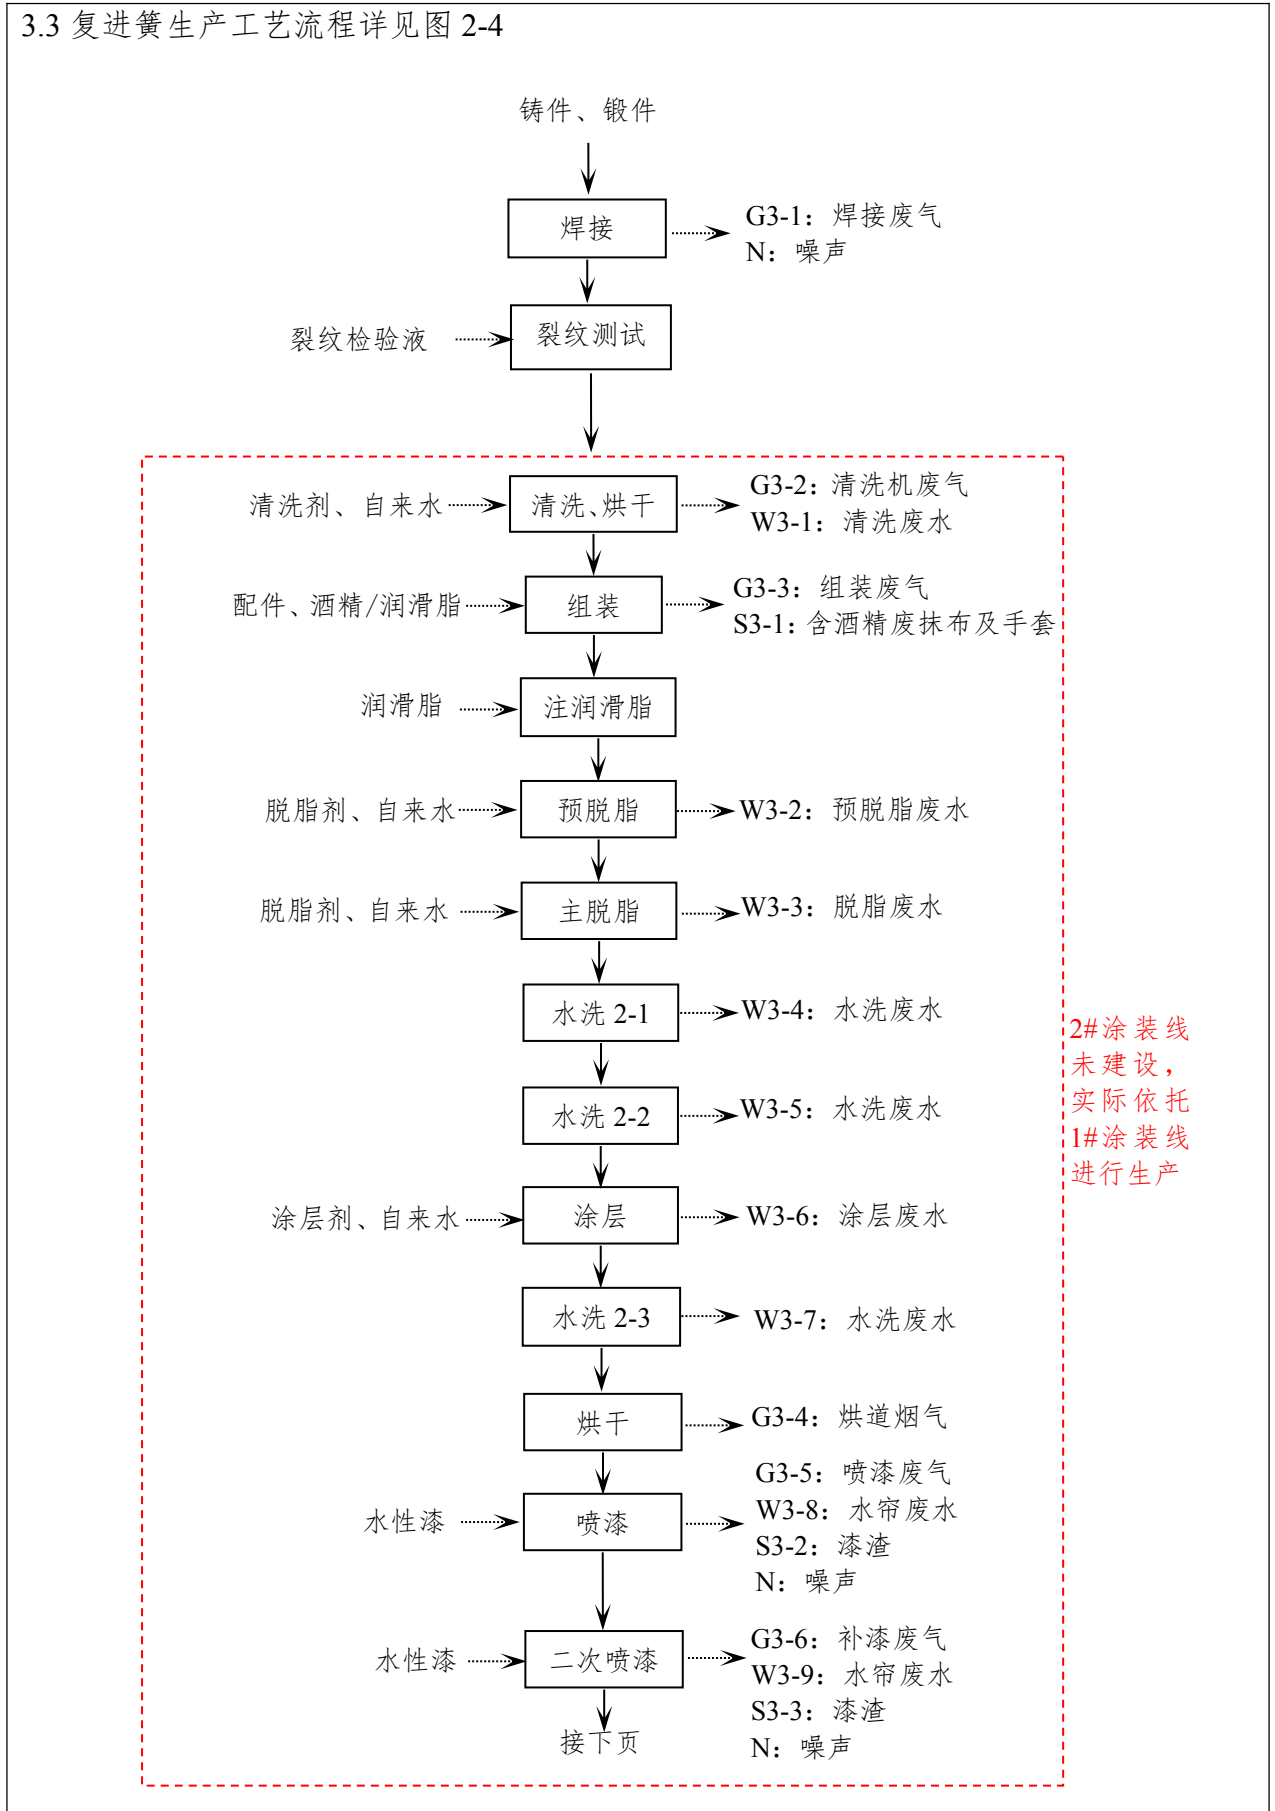 3.3 复进簧生产工艺流程详见图 2-4
铸件、锻件
焊接
G3-1：焊接废气
N：噪声
裂纹检验液
裂纹测试
清洗剂、自来水
清洗、烘干
G3-2：清洗机废气
W3-1：清洗废水
配件、酒精/润滑脂
组装
G3-3：组装废气
S3-1：含酒精废抹布及手套
润滑脂
注润滑脂
脱脂剂、自来水
预脱脂
W3-2：预脱脂废水
脱脂剂、自来水
主脱脂
W3-3：脱脂废水
水洗 2-1
W3-4：水洗废水
水洗 2-2
W3-5：水洗废水
涂层剂、自来水
涂层
W3-6：涂层废水
水洗 2-3
W3-7：水洗废水
烘干
G3-4：烘道烟气
水性漆
喷漆
G3-5：喷漆废气
W3-8：水帘废水
S3-2：漆渣
N：噪声
水性漆
二次喷漆
G3-6：补漆废气
W3-9：水帘废水
S3-3：漆渣
N：噪声
接下页
2#涂装线
未建设，
实际依托
1#涂装线
进行生产